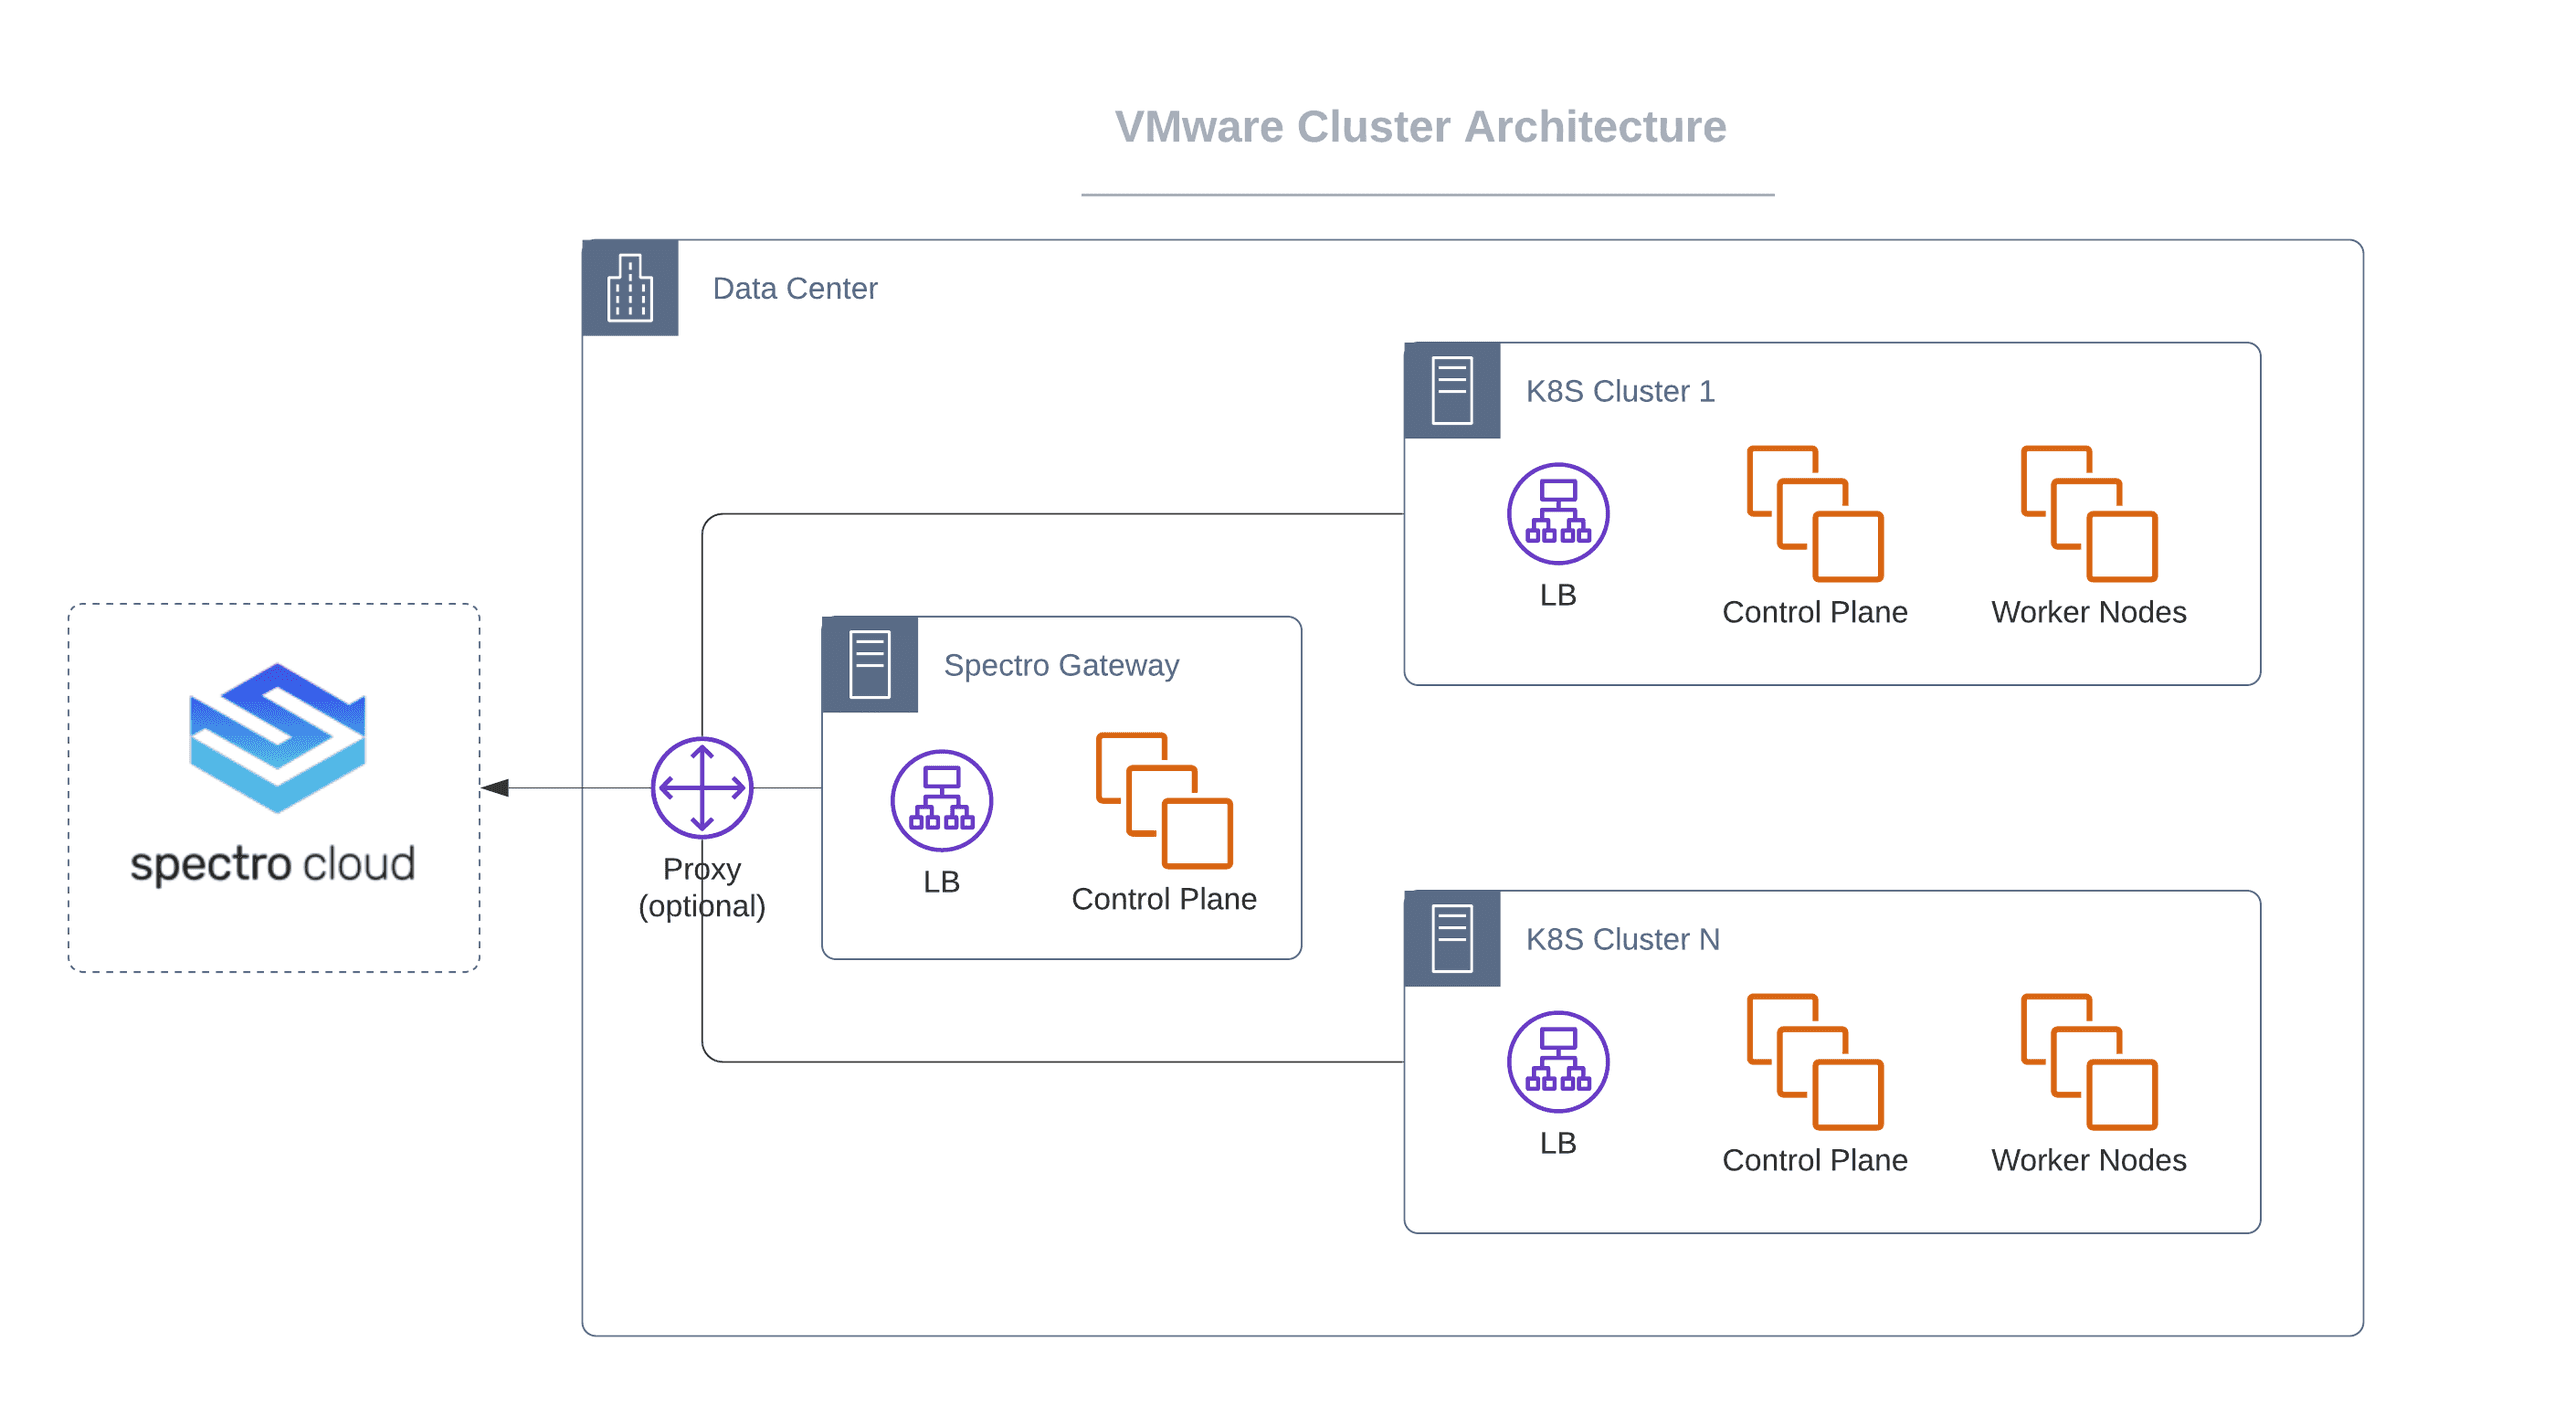 VMware Cluster Architecture
Data Center
K8S Cluster 1
LB
Control Plane
Worker Nodes
Spectro Gateway
LB
Control Plane
Proxy
(optional)
spectro cloud
K8S Cluster N
LB
Control Plane
Worker Nodes